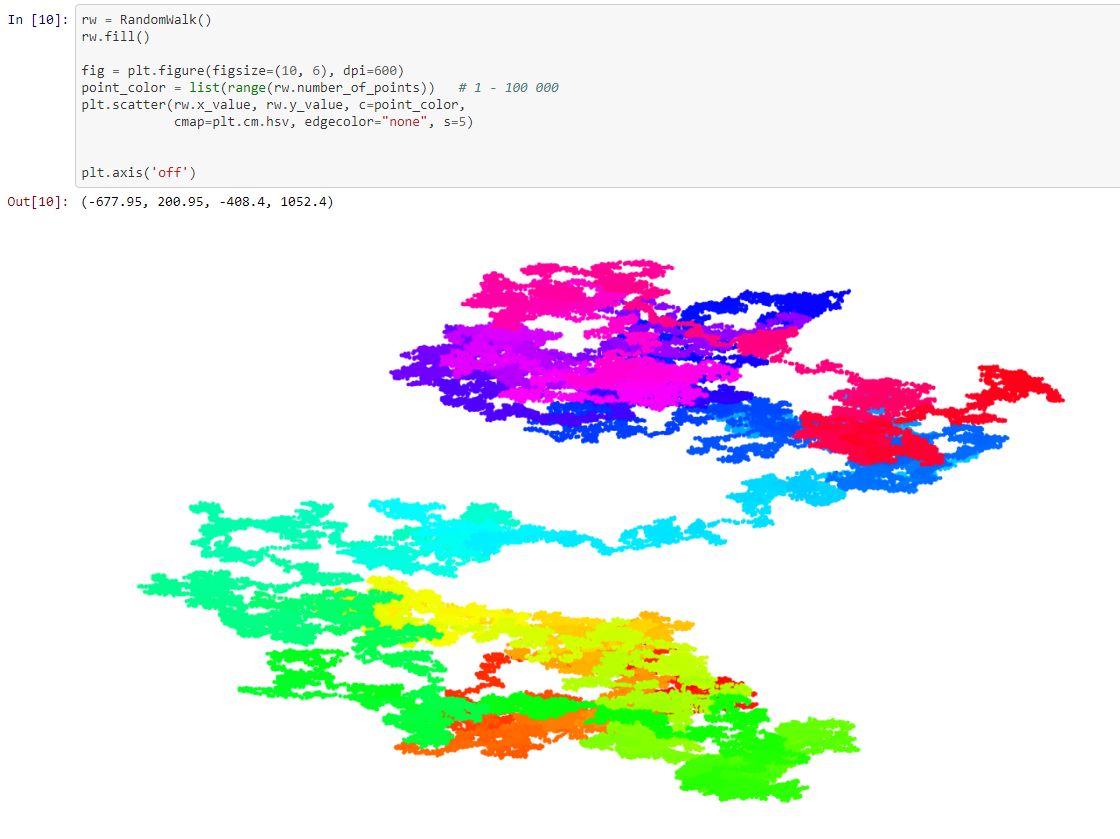 In [10]: rw = RandomWalk()
rw.fill()
fig = plt.figure(figsize=(10, 6), dpi=600)
point_color = list(range(rw.number_of_points))   # 1 - 100 000
plt.scatter(rw.x_value, rw.y_value, c=point_color,
            cmap=plt.cm.hsv, edgecolor="none", s=5)
plt.axis('off')
Out[10]: (-677.95, 200.95, -408.4, 1052.4)